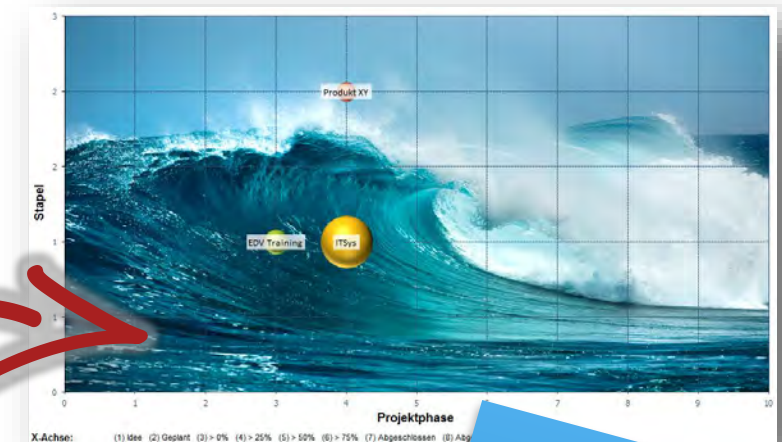 3
2
Produkt XY
2
Stapel
1
EDV Training
ITSys
1
0
0 1 2 3 4 5 6 7 8 9 10
Projektphase
X-Achse: (1) Idee (2) Geplant (3) > 0% (4) > 25% (5) > 50% (6) > 75% (7) Abgeschlossen (8)